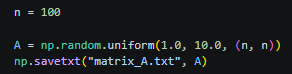 n = 100
A = np.random.uniform(1.0, 10.0, (n, n))
np.savetxt("matrix_A.txt", A)